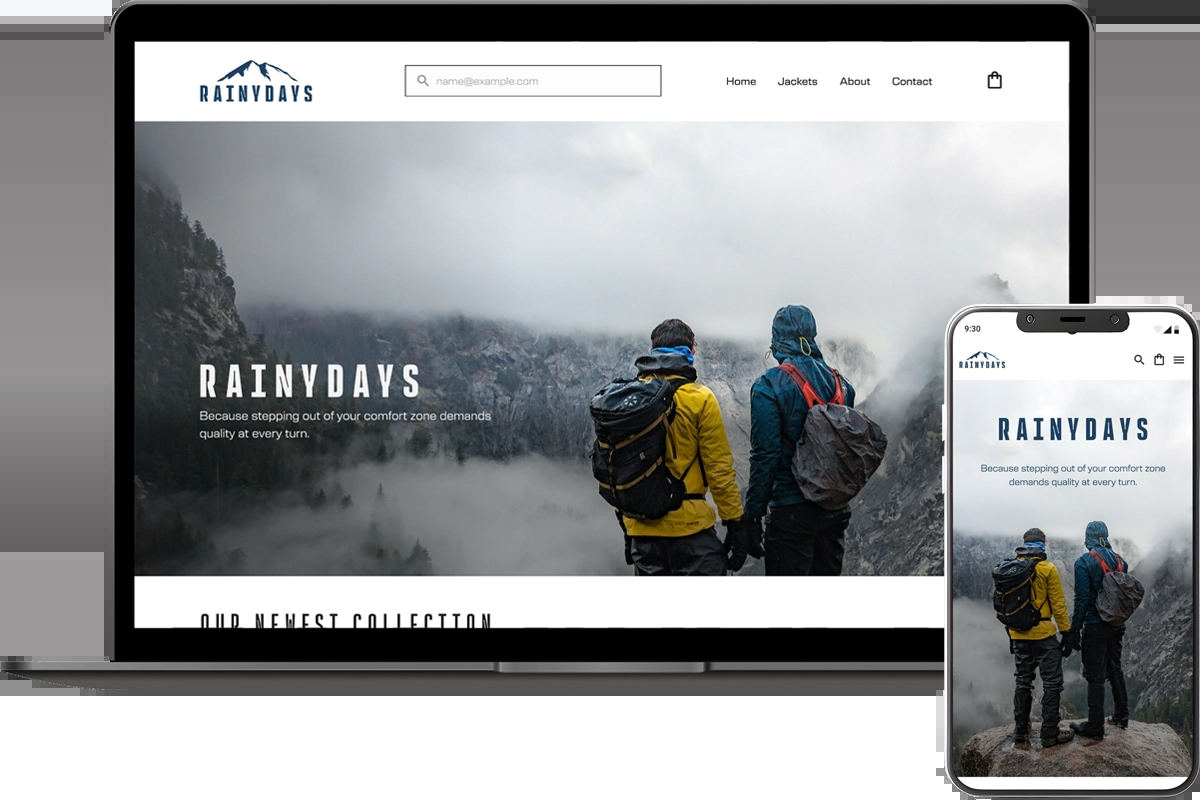 RAINYDAYS
name@example.com
Home
Jackets
About
Contact
RAINYDAYS
Because stepping out of your comfort zone demands
quality at every turn.
OUR NEWEST COLLECTION
9:30
RAINYDAYS
RAINYDAYS
Because stepping out of your comfort zone
demands quality at every turn.